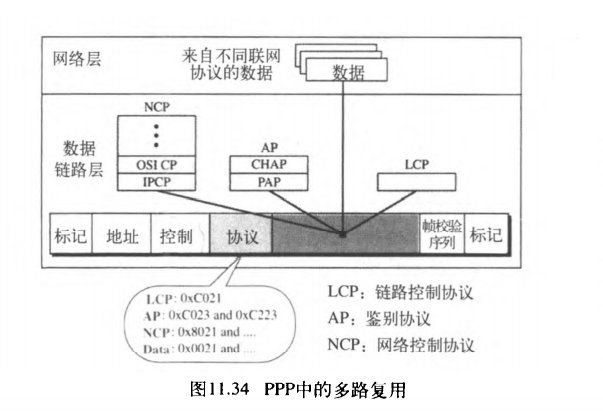 网络层
来自不同联网
协议的数据
数据
NCP
数据
链路层
OSI CP
IPCP
AP
CHAP
PAP
LCP
标记
地址
控制
协议
帧校验
序列
标记
LCP: 0xC021
AP: 0xC023 and 0xC223
NCP: 0x8021 and ....
Data: 0x0021 and ....
LCP：链路控制协议
AP：鉴别协议
NCP：网络控制协议
图11.34 PPP中的多路复用